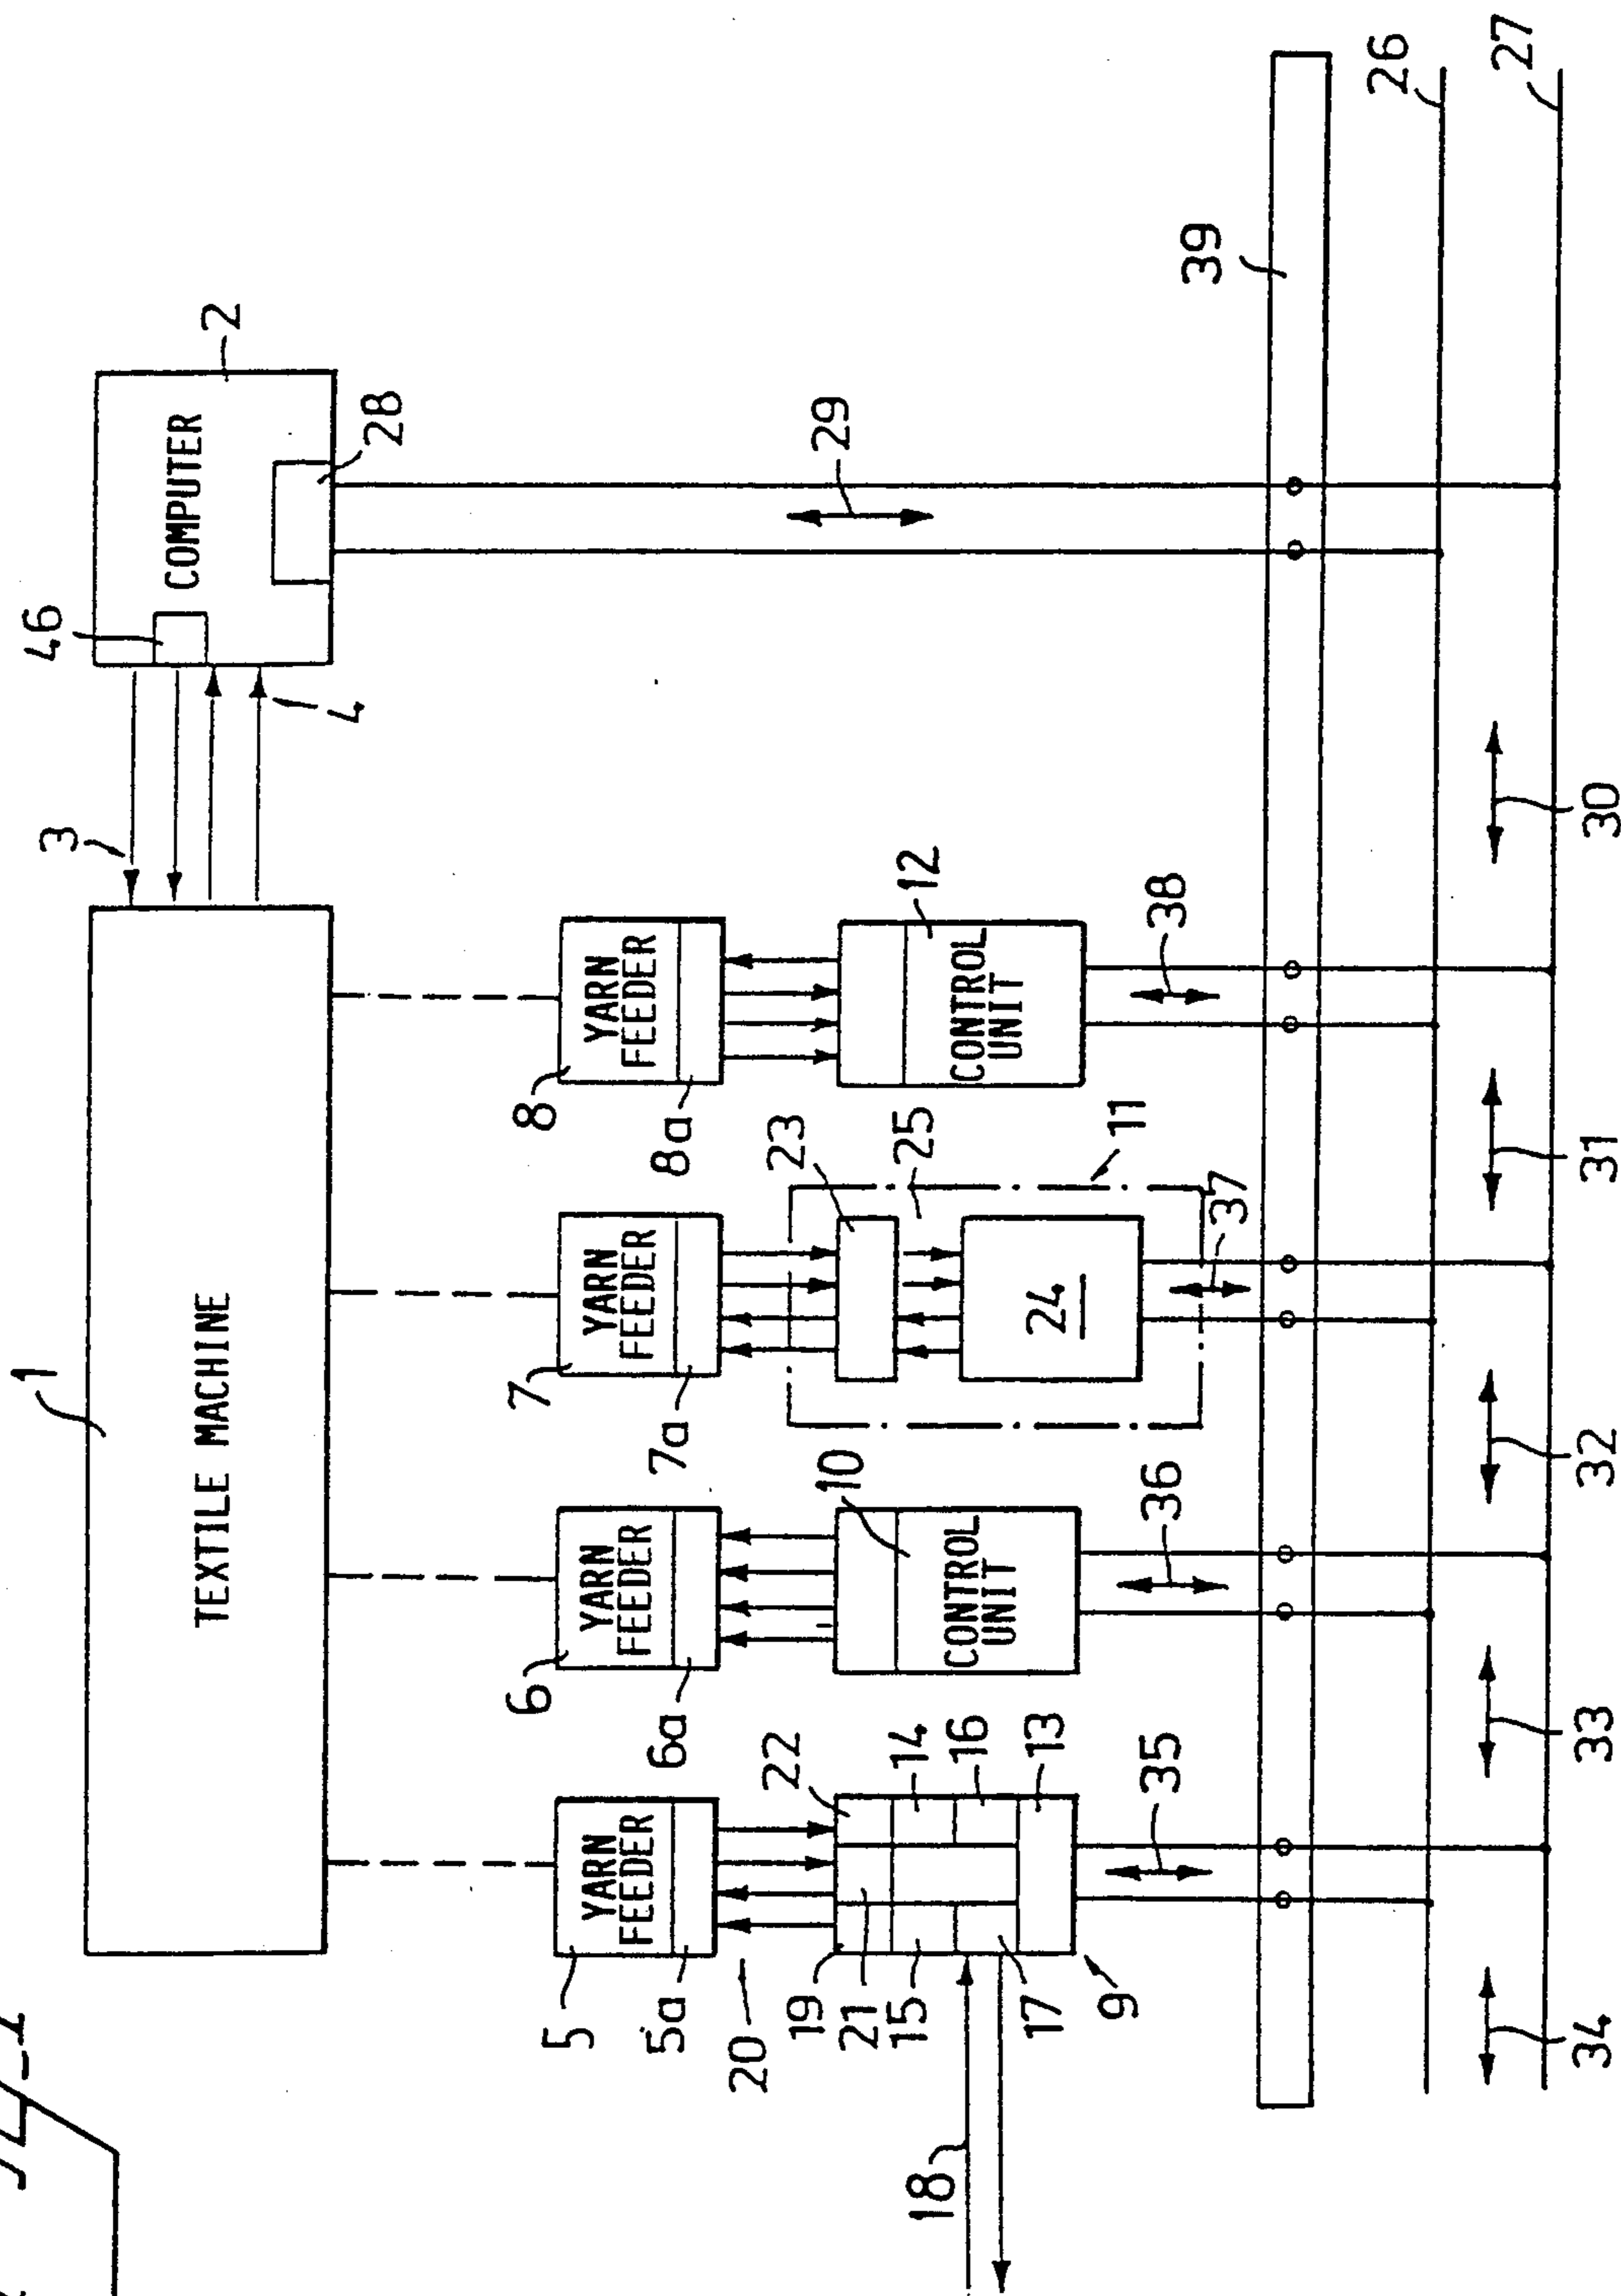 1
TEXTILE MACHINE
3
4
46
COMPUTER
2
28
29
5
YARN
FEEDER
5a
6
YARN
FEEDER
6a
7
YARN
FEEDER
7a
8
YARN
FEEDER
8a
20
19
21
15
17
9
18
22
14
16
13
10
CONTROL
UNIT
23
25
11
24
12
CONTROL
UNIT
35
36
37
38
39
26
27
34
33
32
31
30